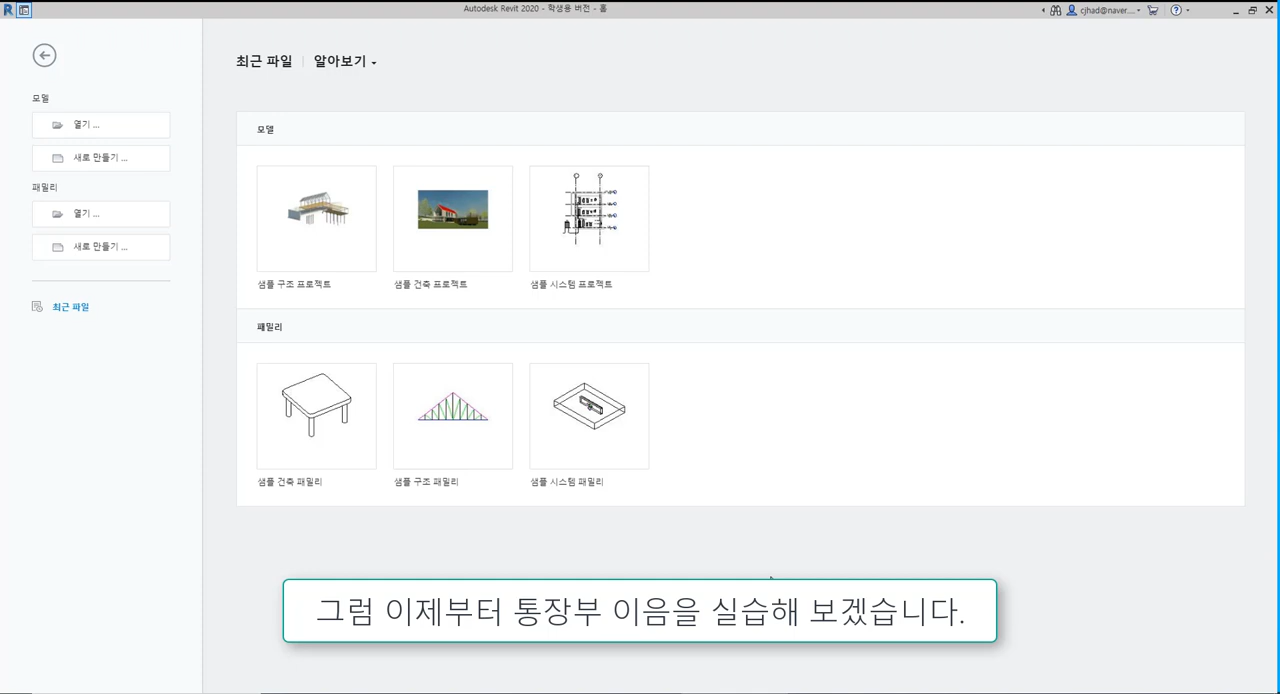 Autodesk Revit 2020 - 학생용 버전 - 홈
cjhad@naver....
최근 파일 알아보기
모델
열기 ...
새로 만들기 ...
패밀리
열기 ...
새로 만들기 ...
최근 파일
모델
샘플 구조 프로젝트
샘플 건축 프로젝트
샘플 시스템 프로젝트
패밀리
샘플 건축 패밀리
샘플 구조 패밀리
샘플 시스템 패밀리
그럼 이제부터 통장부 이음을 실습해 보겠습니다.